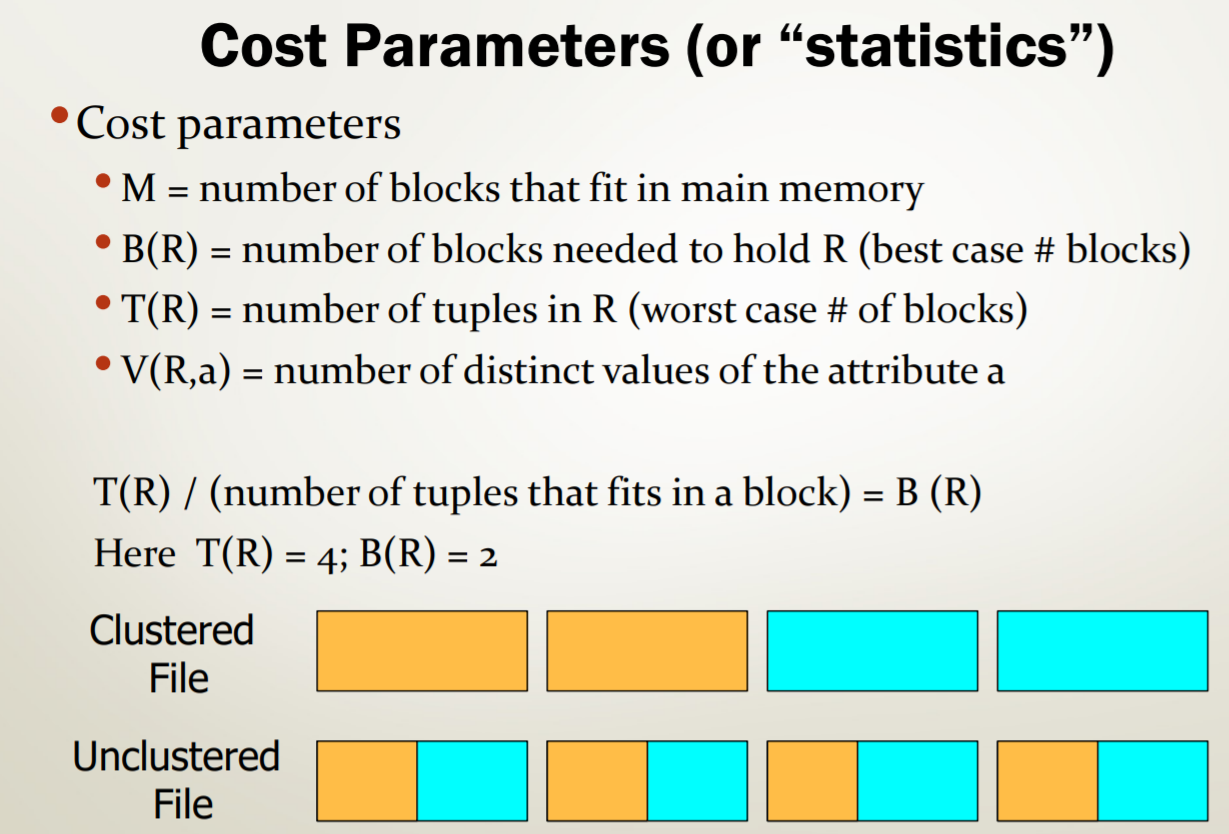 Cost Parameters (or “statistics”)
• Cost parameters
• M = number of blocks that fit in main memory
• B(R) = number of blocks needed to hold R (best case # blocks)
• T(R) = number of tuples in R (worst case # of blocks)
• V(R,a) = number of distinct values of the attribute a
T(R) / (number of tuples that fits in a block) = B (R)
Here T(R) = 4; B(R) = 2
Clustered
File
Unclustered
File